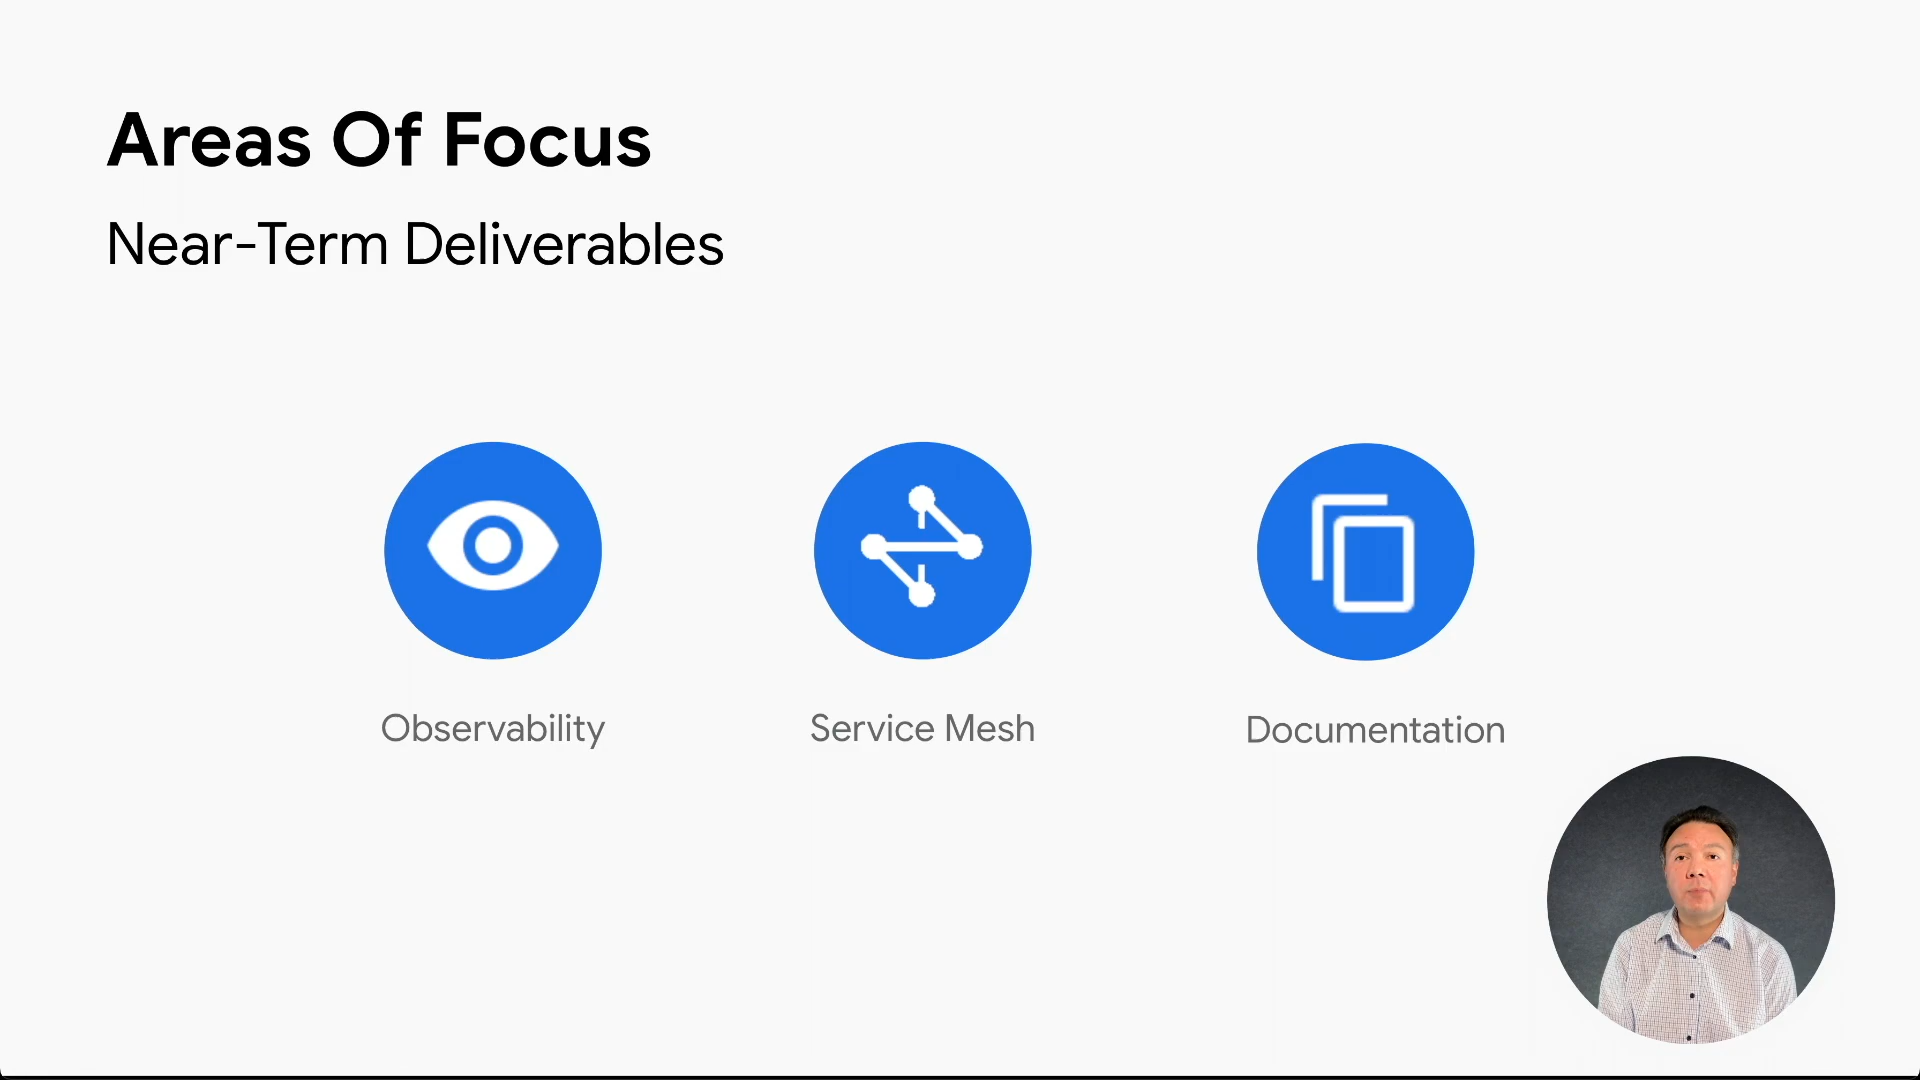 Areas Of Focus
Near-Term Deliverables
Observability
Service Mesh
Documentation